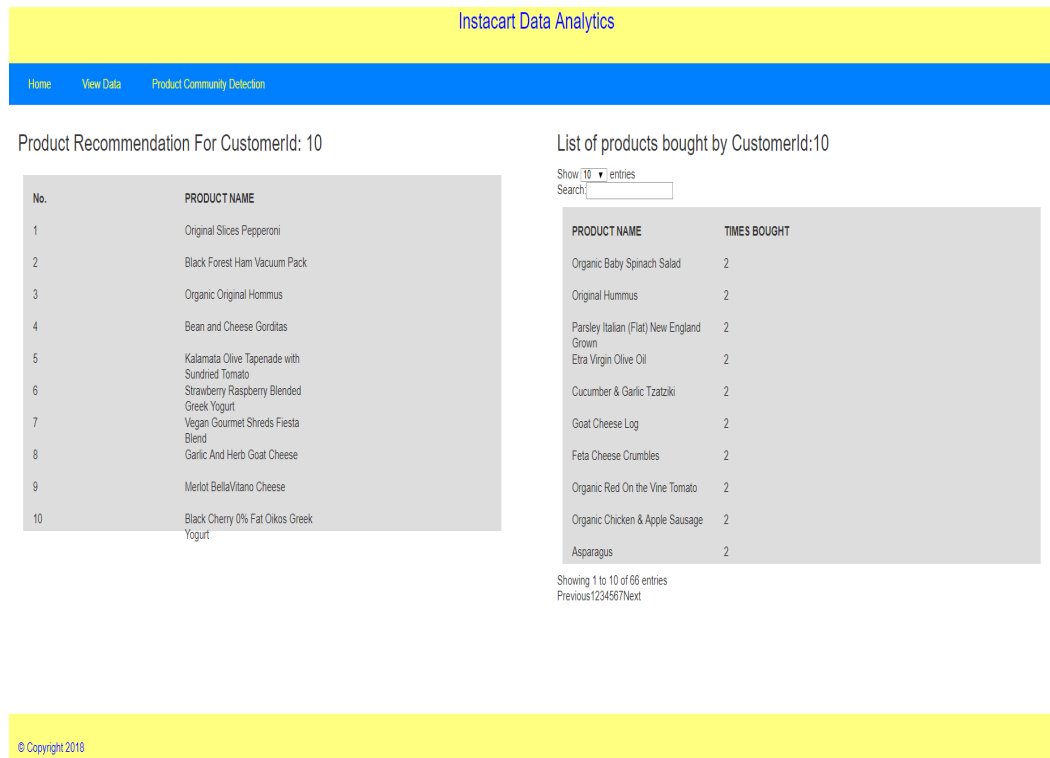 Instacart Data Analytics
Home View Data Product Community Detection
Product Recommendation For CustomerId: 10
No. PRODUCT NAME
1 Original Slices Pepperoni
2 Black Forest Ham Vacuum Pack
3 Organic Original Hommus
4 Bean and Cheese Gorditas
5 Kalamata Olive Tapenade with
Sundried Tomato
6 Strawberry Raspberry Blended
Greek Yogurt
7 Vegan Gourmet Shreds Fiesta
Blend
8 Garlic And Herb Goat Cheese
9 Merlot BellaVitano Cheese
10 Black Cherry 0% Fat Oikos Greek
Yogurt
List of products bought by CustomerId:10
Show 10 entries
Search:
PRODUCT NAME TIMES BOUGHT
Organic Baby Spinach Salad 2
Original Hummus 2
Parsley Italian (Flat) New England 2
Grown
Etra Virgin Olive Oil 2
Cucumber & Garlic Tzatziki 2
Goat Cheese Log 2
Feta Cheese Crumbles 2
Organic Red On the Vine Tomato 2
Organic Chicken & Apple Sausage 2
Asparagus 2
Showing 1 to 10 of 66 entries
Previous1234567Next
© Copyright 2018